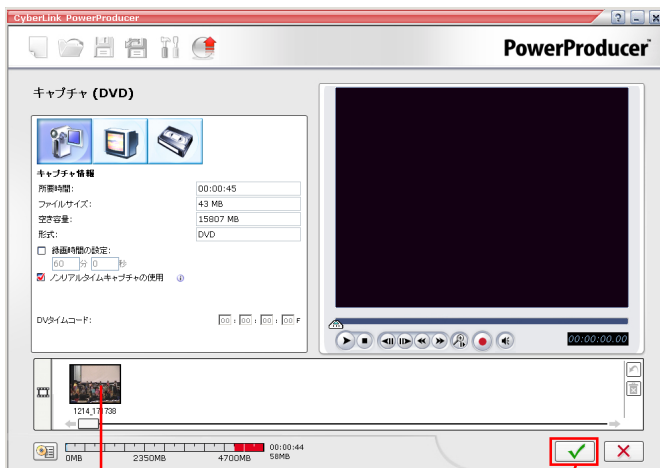 CyberLink PowerProducer
PowerProducer™
キャプチャ (DVD)
キャプチャ情報
所要時間: 00:00:45
ファイルサイズ: 43 MB
空き容量: 15807 MB
形式: DVD
録画時間の設定:
60 分 0 秒
ノンリアルタイムキャプチャの使用
DVタイムコード: 00 : 00 : 00 : 00 F
00:00:00.00
1214_171738
00:00:44
0MB 2350MB 4700MB 58MB